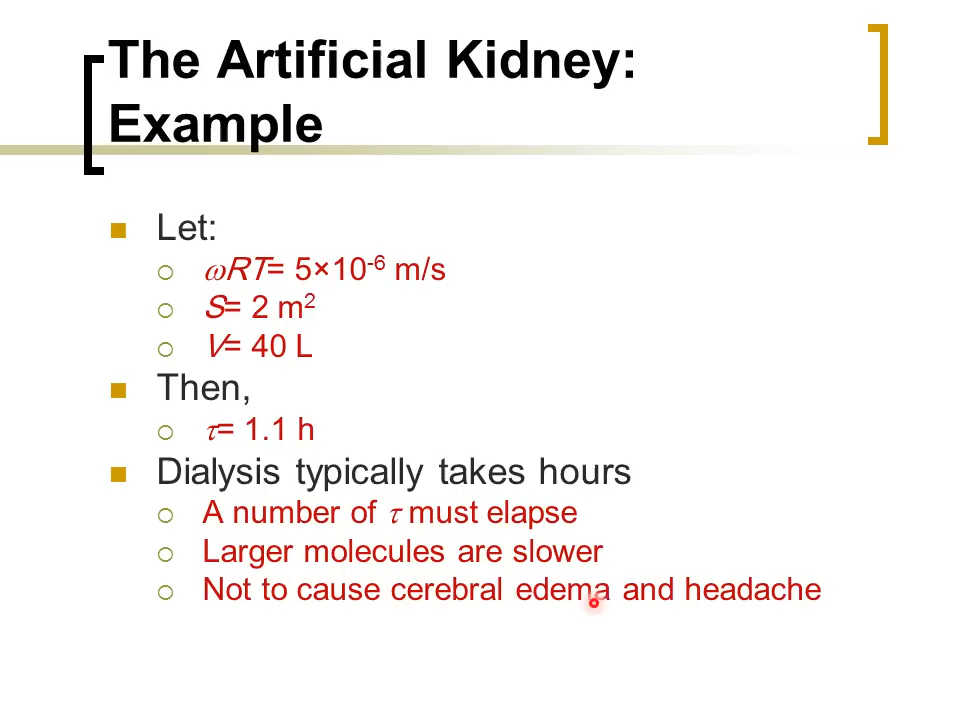 The Artificial Kidney:
Example
Let:
ωRT= 5×10⁻⁶ m/s
S= 2 m²
V= 40 L
Then,
τ= 1.1 h
Dialysis typically takes hours
A number of τ must elapse
Larger molecules are slower
Not to cause cerebral edema and headache